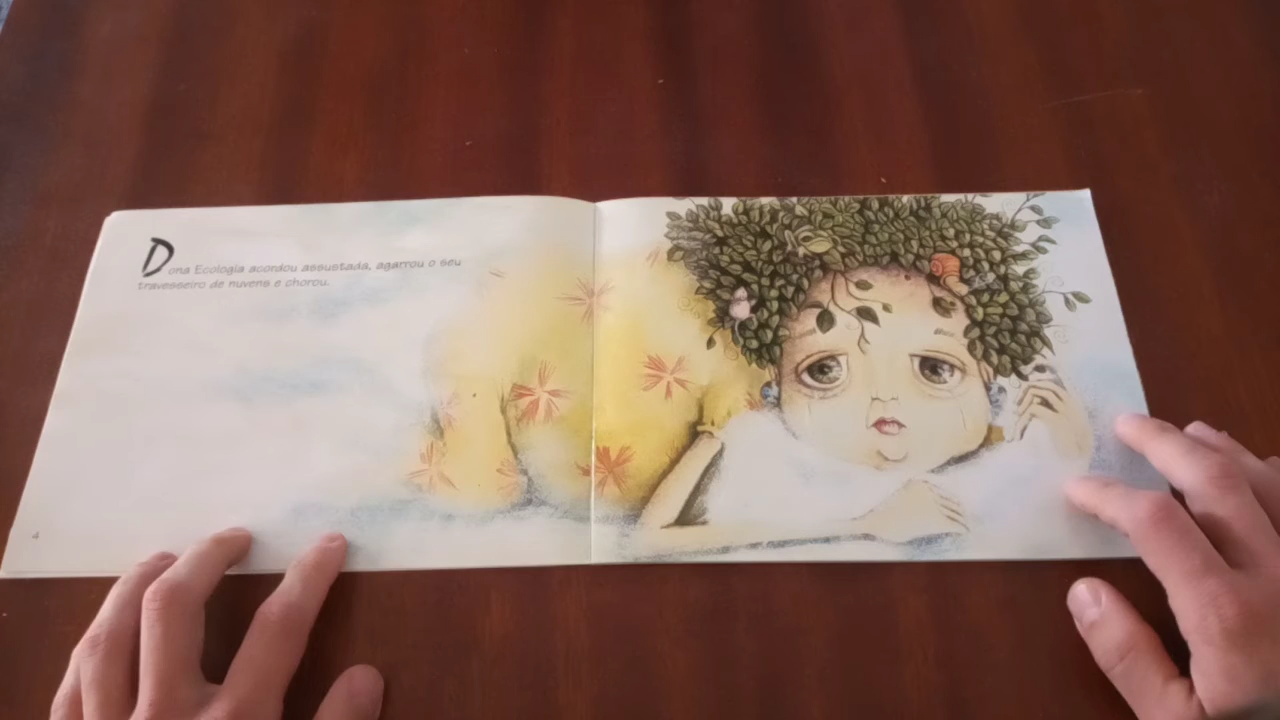 Dona Ecologia acordou assustada, agarrou o seu
travesseiro de nuvens e chorou.
4